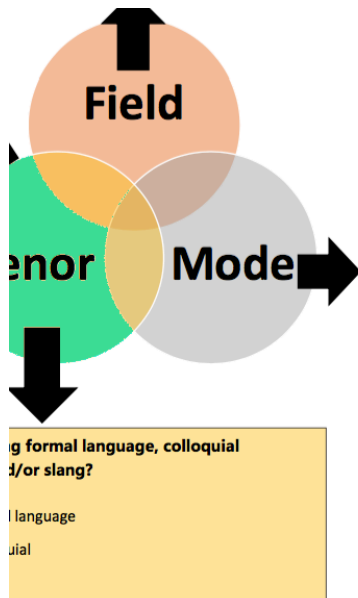 Field
enor Mode
g formal language, colloquial
d/or slang?
l language
uial